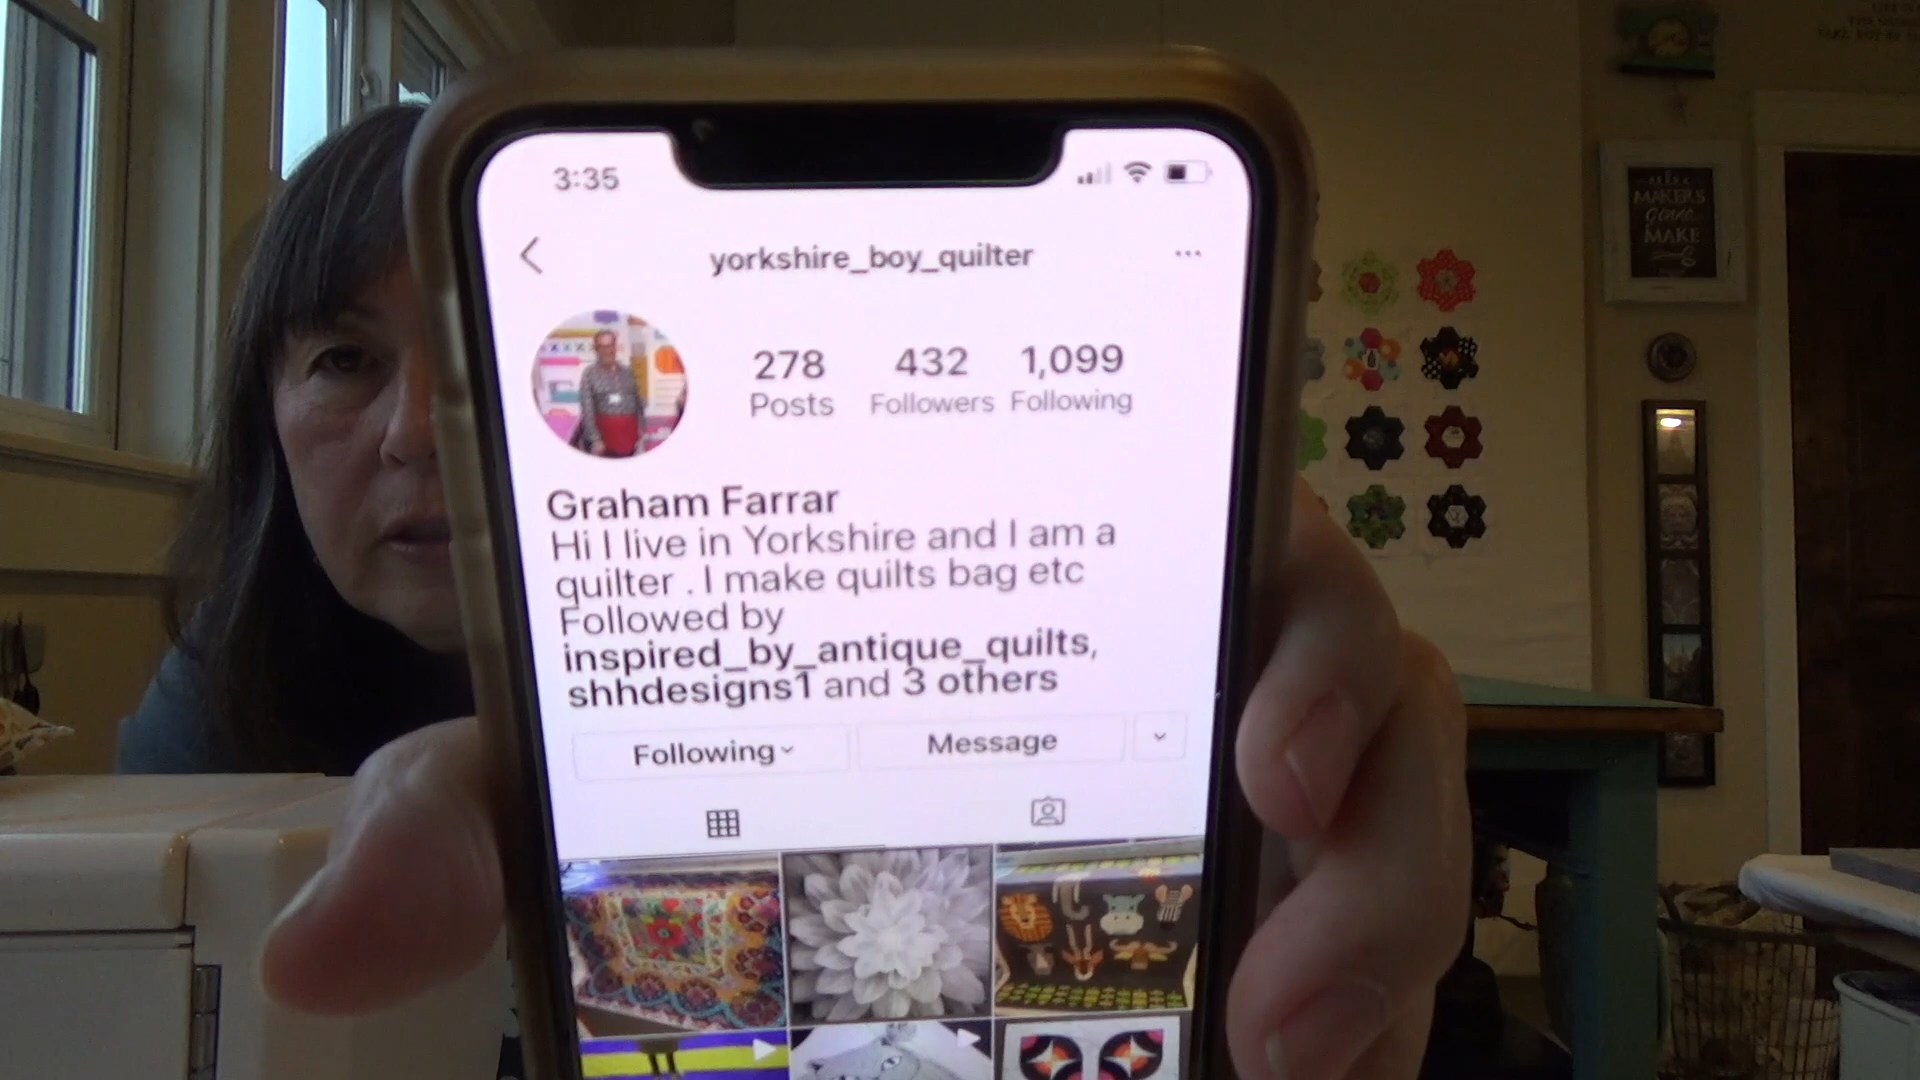 3:35
yorkshire_boy_quilter
278 432 1,099
Posts Followers Following
Graham Farrar
Hi I live in Yorkshire and I am a
quilter . I make quilts bag etc
Followed by
inspired_by_antique_quilts,
shhdesigns1 and 3 others
Following Message
MAKERS
gonna
MAKE